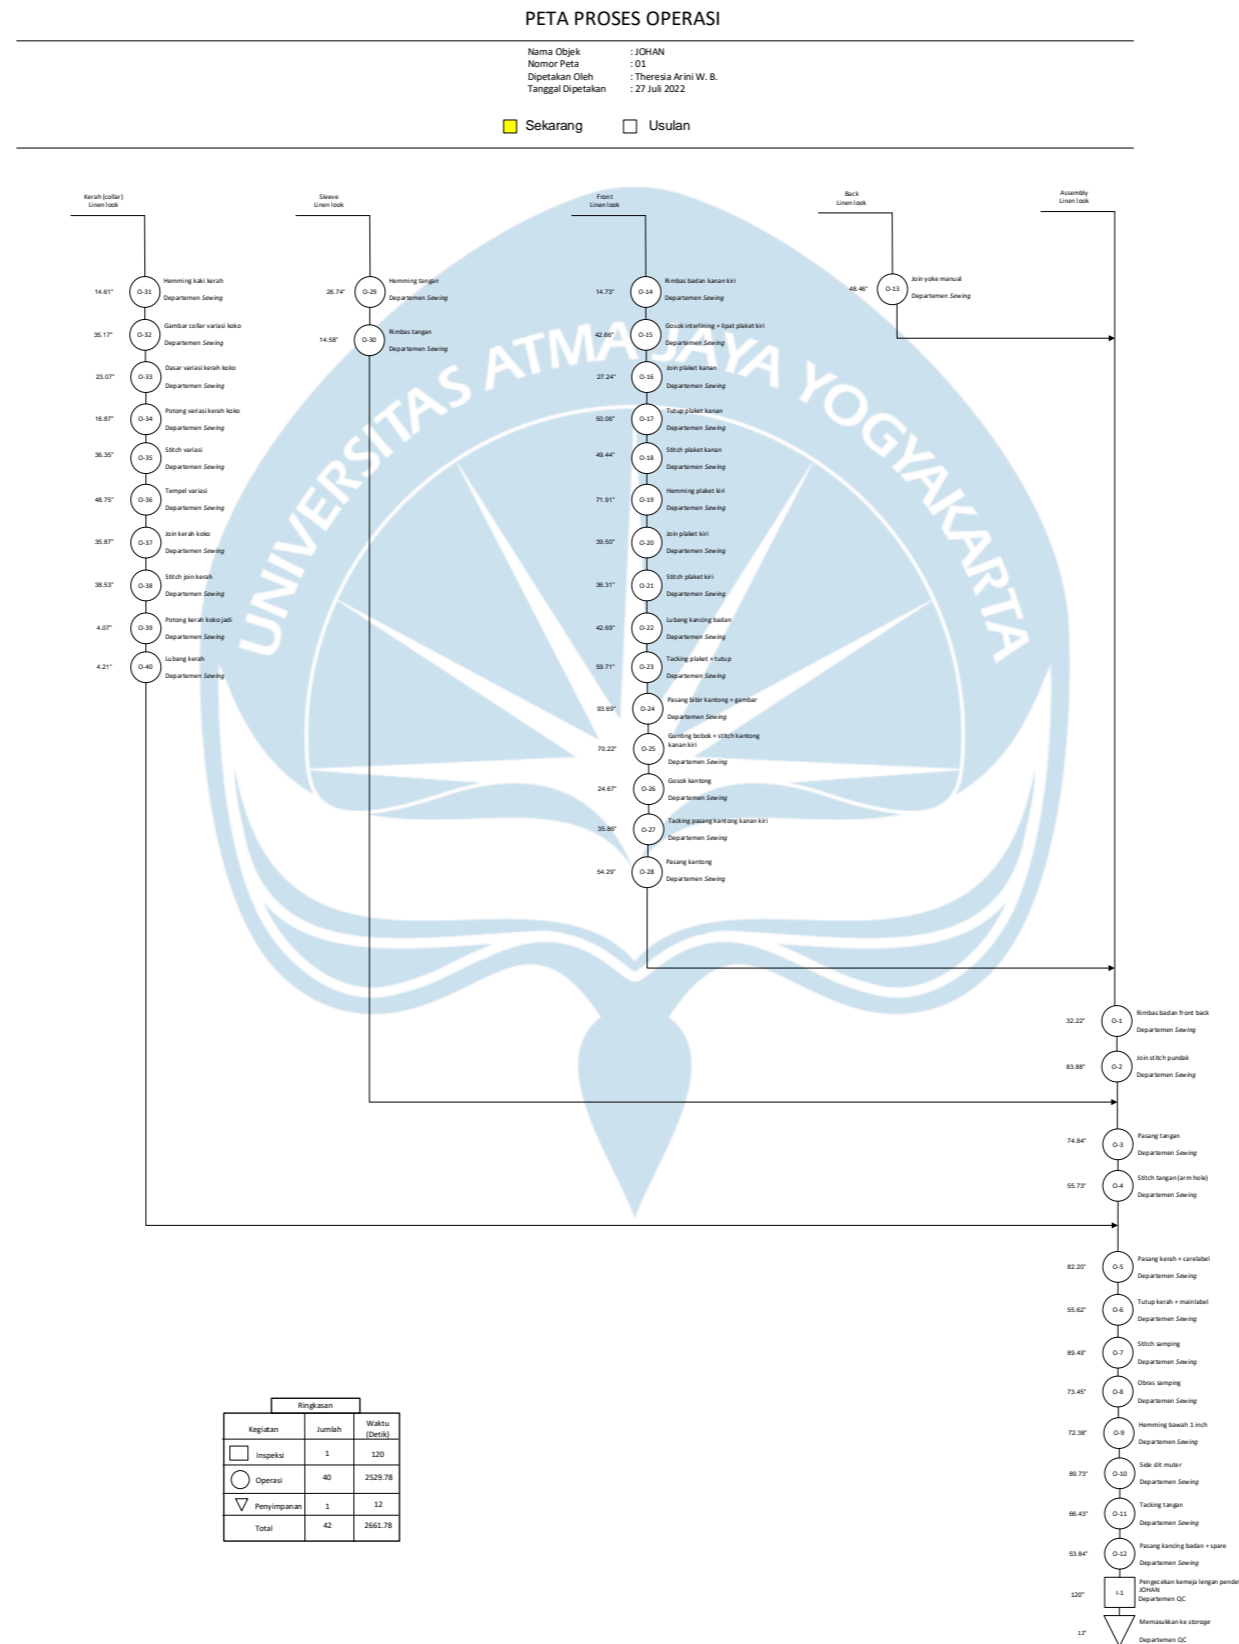 PETA PROSES OPERASI
Nama Objek : JOHAN
Nomor Peta : 01
Dipetakan Oleh : Theresia Arini W. B.
Tanggal Dipetakan : 27 Juli 2022
Sekarang Usulan
UNIVERSITAS ATMA JAYA YOGYAKARTA
Kerah (collar)
Linen look
14.61" O-31 Hemming kaki kerah
Departemen Sewing
35.17" O-32 Gambar collar variasi koko
Departemen Sewing
23.07" O-33 Dasar variasi kerah koko
Departemen Sewing
16.87" O-34 Potong variasi kerah koko
Departemen Sewing
36.35" O-35 Stitch variasi
Departemen Sewing
48.75" O-36 Tempel variasi
Departemen Sewing
35.87" O-37 Join kerah koko
Departemen Sewing
38.53" O-38 Stitch join kerah
Departemen Sewing
4.07" O-39 Potong kerah koko jadi
Departemen Sewing
4.21" O-40 Lubang kerah
Departemen Sewing
Sleeve
Linen look
26.74" O-29 Hemming tangan
Departemen Sewing
14.58" O-30 Rimbas tangan
Departemen Sewing
Front
Linen look
14.73" O-14 Rimbas badan kanan kiri
Departemen Sewing
42.66" O-15 Gosok interlining + lipat plaket kiri
Departemen Sewing
27.24" O-16 Join plaket kanan
Departemen Sewing
50.06" O-17 Tutup plaket kanan
Departemen Sewing
49.44" O-18 Stitch plaket kanan
Departemen Sewing
71.91" O-19 Hemming plaket kiri
Departemen Sewing
39.50" O-20 Join plaket kiri
Departemen Sewing
36.31" O-21 Stitch plaket kiri
Departemen Sewing
42.69" O-22 Lubang kancing badan
Departemen Sewing
59.71" O-23 Tacking plaket + tutup
Departemen Sewing
93.69" O-24 Pasang bibir kantong + gambar
Departemen Sewing
70.22" O-25 Gunting bobok + stitch kantong
kanan kiri
Departemen Sewing
24.67" O-26 Gosok kantong
Departemen Sewing
35.86" O-27 Tacking pasang kantong kanan kiri
Departemen Sewing
54.29" O-28 Pasang kantong
Departemen Sewing
Back
Linen look
48.46" O-13 Join yoke manual
Departemen Sewing
Assembly
Linen look
32.22" O-1 Rimbas badan front back
Departemen Sewing
83.88" O-2 Join stitch pundak
Departemen Sewing
74.84" O-3 Pasang tangan
Departemen Sewing
55.73" O-4 Stitch tangan (arm hole)
Departemen Sewing
82.20" O-5 Pasang kerah + carelabel
Departemen Sewing
55.62" O-6 Tutup kerah + mainlabel
Departemen Sewing
89.49" O-7 Stitch samping
Departemen Sewing
73.45" O-8 Obras samping
Departemen Sewing
72.38" O-9 Hemming bawah 1 inch
Departemen Sewing
89.73" O-10 Side slit muter
Departemen Sewing
66.43" O-11 Tacking tangan
Departemen Sewing
53.84" O-12 Pasang kancing badan + spare
Departemen Sewing
120" I-1 Pengecekan kemeja lengan pendek
JOHAN
Departemen QC
12" Memasukkan ke storage
Departemen QC
Ringkasan
Kegiatan Jumlah Waktu (Detik)
Inspeksi 1 120
Operasi 40 2529.78
Penyimpanan 1 12
Total 42 2661.78